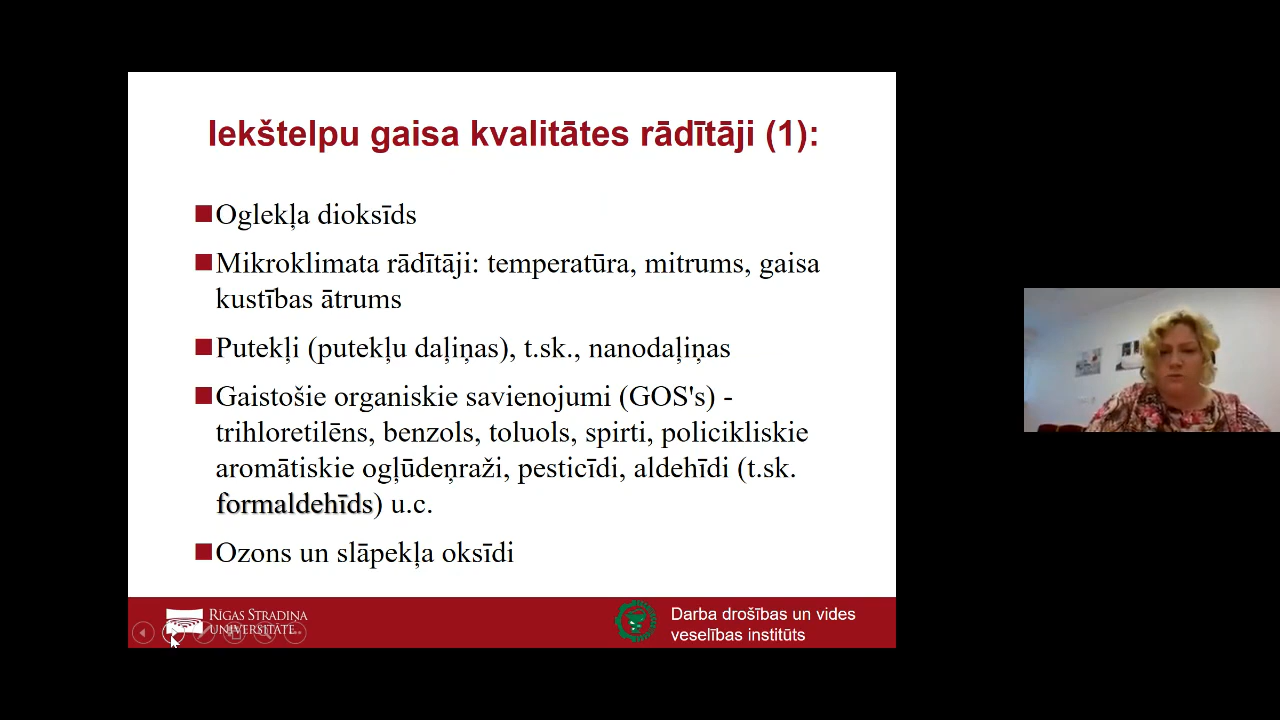 Iekštelpu gaisa kvalitātes rādītāji (1):
Oglekļa dioksīds
Mikroklimata rādītāji: temperatūra, mitrums, gaisa
kustības ātrums
Putekļi (putekļu daļiņas), t.sk., nanodaļiņas
Gaistošie organiskie savienojumi (GOS's) -
trihloretilēns, benzols, toluols, spirti, policikliskie
aromātiskie ogļūdeņraži, pesticīdi, aldehīdi (t.sk.
formaldehīds) u.c.
Ozons un slāpekļa oksīdi
RĪGAS STRADIŅA
UNIVERSITĀTE
Darba drošības un vides
veselības institūts